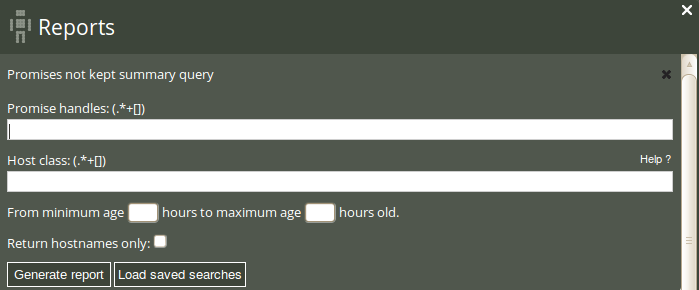 Reports
Promises not kept summary query
Promise handles: (.*+[])
Host class: (.*+[]) Help ?
From minimum age hours to maximum age hours old.
Return hostnames only:
Generate report Load saved searches